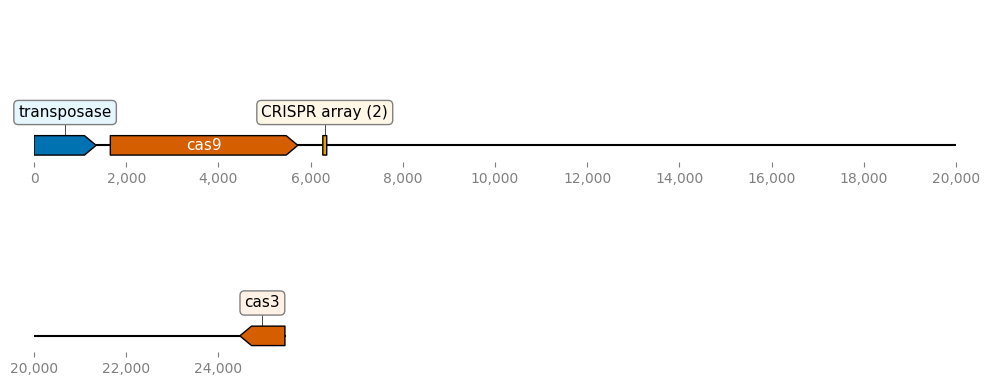 transposase CRISPR array (2)
cas9
0 2,000 4,000 6,000 8,000 10,000 12,000 14,000 16,000 18,000 20,000
cas3
20,000 22,000 24,000